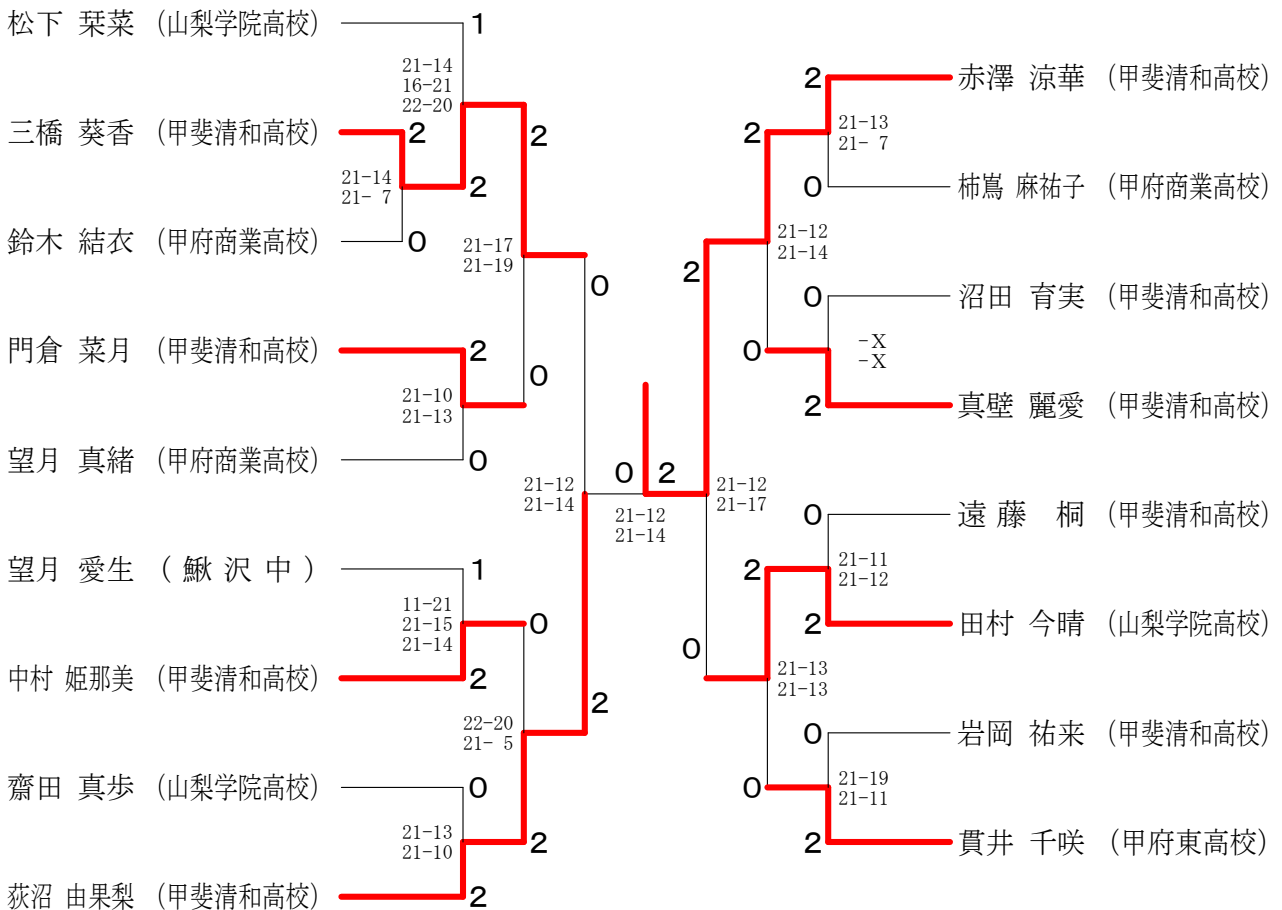 松下 栞菜 (山梨学院高校)
1
21-14
16-21
22-20
三橋 葵香 (甲斐清和高校)
2
2
21-14
21- 7
2
鈴木 結衣 (甲府商業高校)
0
21-17
21-19
0
門倉 菜月 (甲斐清和高校)
2
0
21-10
21-13
望月 真緒 (甲府商業高校)
0
21-12
21-14
望月 愛生 (鰍沢中)
1
11-21
21-15
21-14
0
中村 姫那美 (甲斐清和高校)
2
2
22-20
21- 5
齋田 真歩 (山梨学院高校)
0
21-13
21-10
2
荻沼 由果梨 (甲斐清和高校)
2
0 2
21-12
21-14
2 赤澤 涼華 (甲斐清和高校)
2
21-13
21- 7
0 柿嶌 麻祐子 (甲府商業高校)
21-12
21-14
2
0 沼田 育実 (甲斐清和高校)
0
-X
-X
2 真壁 麗愛 (甲斐清和高校)
21-12
21-17
0 遠藤 桐 (甲斐清和高校)
2
21-11
21-12
2 田村 今晴 (山梨学院高校)
0
21-13
21-13
0 岩岡 祐来 (甲斐清和高校)
0
21-19
21-11
2 貫井 千咲 (甲府東高校)